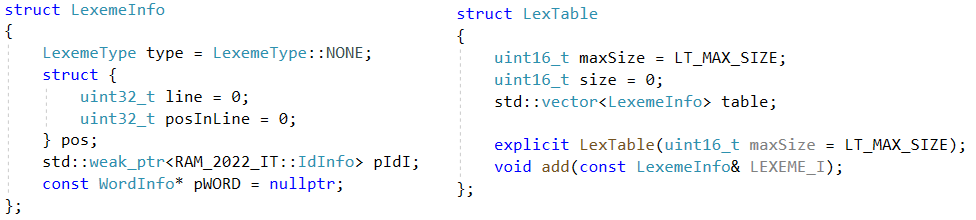 struct LexemeInfo
{
    LexemeType type = LexemeType::NONE;
    struct {
        uint32_t line = 0;
        uint32_t posInLine = 0;
    } pos;
    std::weak_ptr<RAM_2022_IT::IdInfo> pIdI;
    const WordInfo* pWORD = nullptr;
};
struct LexTable
{
    uint16_t maxSize = LT_MAX_SIZE;
    uint16_t size = 0;
    std::vector<LexemeInfo> table;

    explicit LexTable(uint16_t maxSize = LT_MAX_SIZE);
    void add(const LexemeInfo& LEXEME_I);
};